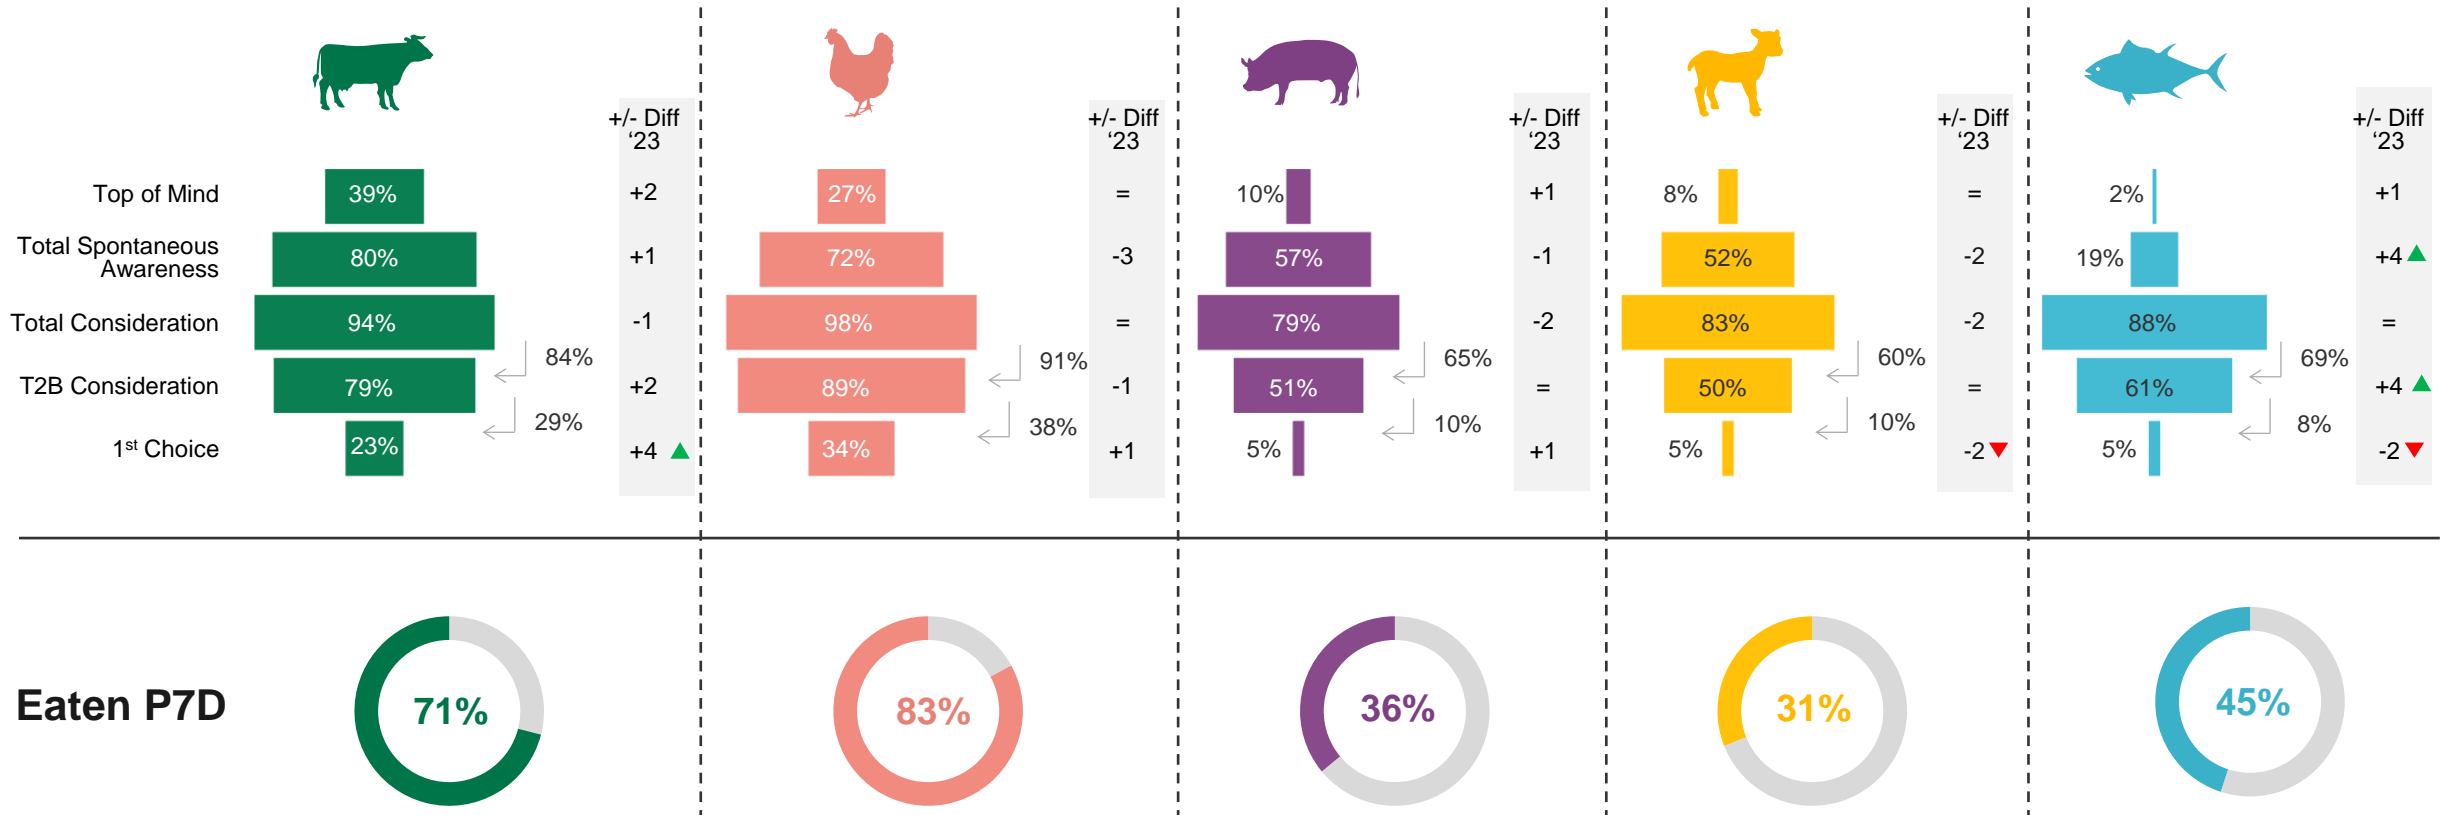 +/- Diff
‘23
+/- Diff
‘23
+/- Diff
‘23
+/- Diff
‘23
+/- Diff
‘23
Top of Mind 39% +2 27% = 10% +1 8% = 2% +1
Total Spontaneous
Awareness 80% +1 72% -3 57% -1 52% -2 19% +4
Total Consideration 94% -1 98% = 79% -2 83% -2 88% =
84% 91% 65% 60% 69%
T2B Consideration 79% +2 89% -1 51% = 50% = 61% +4
29% 38% 10% 10% 8%
1st Choice 23% +4 34% +1 5% +1 5% -2 5% -2
Eaten P7D 71% 83% 36% 31% 45%